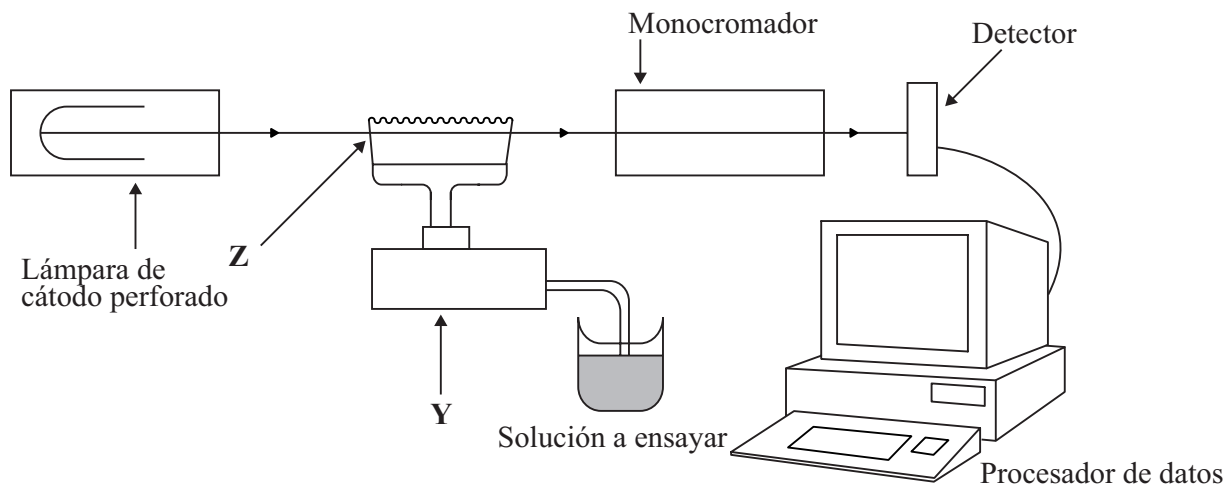 Monocromador
Detector
Z
Lámpara de
cátodo perforado
Y
Solución a ensayar
Procesador de datos